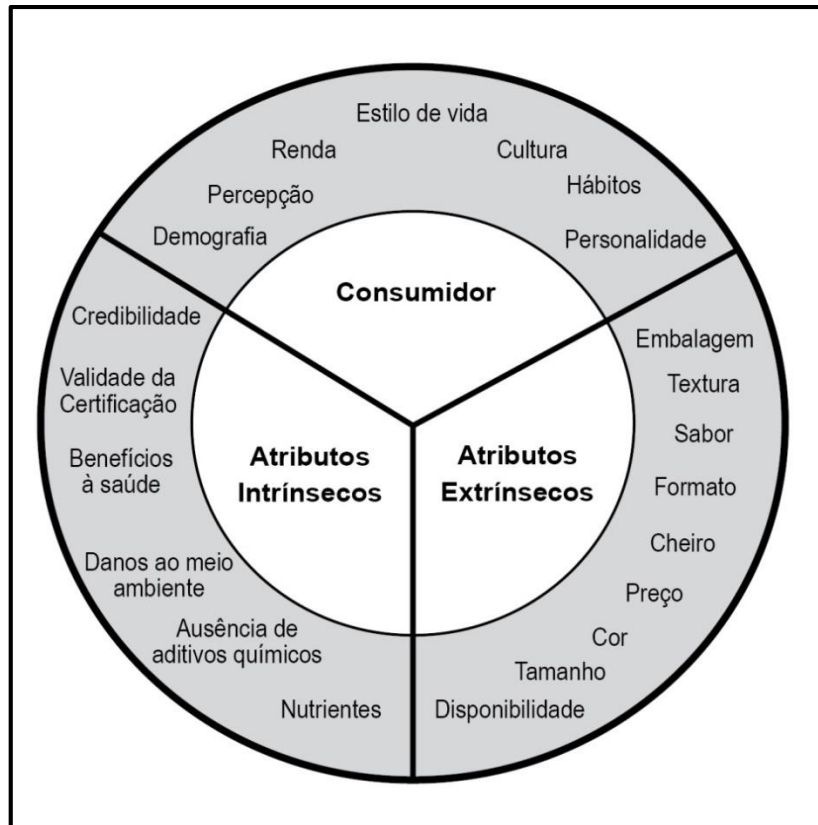 Estilo de vida
Renda
Cultura
Percepção
Hábitos
Demografia
Personalidade
Consumidor
Credibilidade
Validade da
Certificação
Benefícios
à saúde
Danos ao meio
ambiente
Ausência de
aditivos químicos
Nutrientes
Atributos
Intrínsecos
Atributos
Extrínsecos
Embalagem
Textura
Sabor
Formato
Cheiro
Preço
Cor
Tamanho
Disponibilidade